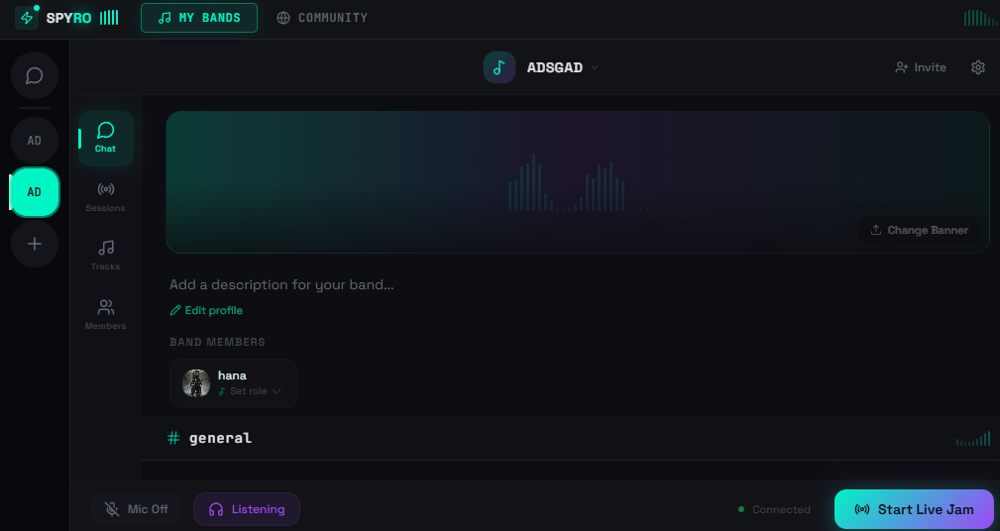 SPYRO
MY BANDS
COMMUNITY
ADSGAD
Invite
AD
AD
Chat
Sessions
Tracks
Members
Change Banner
Add a description for your band...
Edit profile
BAND MEMBERS
hana
Set role
# general
Mic Off
Listening
Connected
Start Live Jam